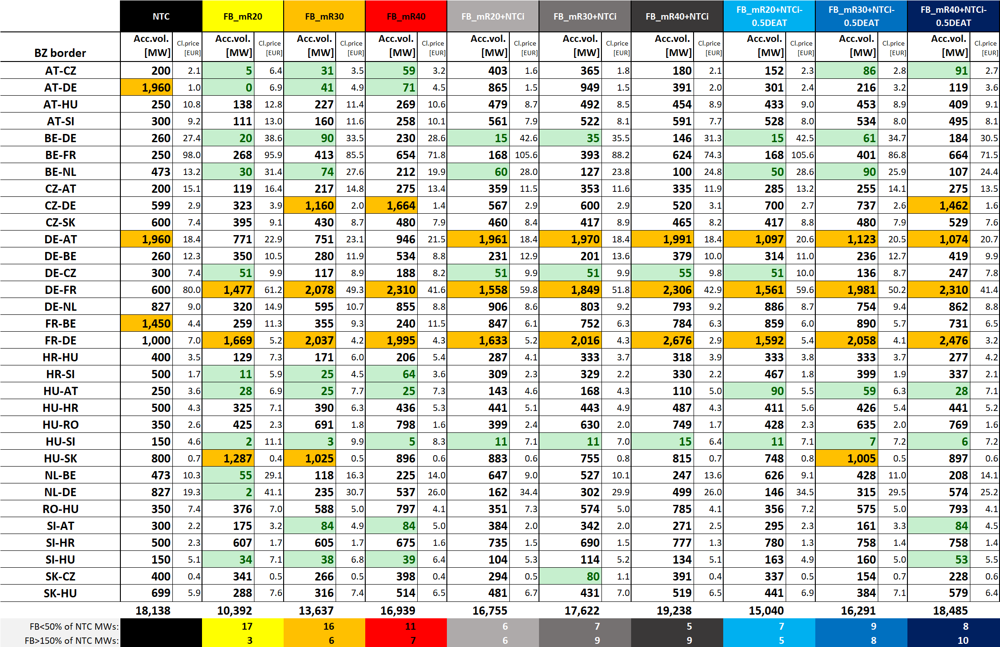 NTC FB_mR20 FB_mR30 FB_mR40 FB_mR20+NTCi FB_mR30+NTCi FB_mR40+NTCi FB_mR20+NTCi-0.5DEAT FB_mR30+NTCi-0.5DEAT FB_mR40+NTCi-0.5DEAT
BZ border Acc.vol. [MW] Cl.price [EUR] Acc.vol. [MW] Cl.price [EUR] Acc.vol. [MW] Cl.price [EUR] Acc.vol. [MW] Cl.price [EUR] Acc.vol. [MW] Cl.price [EUR] Acc.vol. [MW] Cl.price [EUR] Acc.vol. [MW] Cl.price [EUR] Acc.vol. [MW] Cl.price [EUR] Acc.vol. [MW] Cl.price [EUR] Acc.vol. [MW] Cl.price [EUR]
AT-CZ 200 2.1 5 6.4 31 3.5 59 3.2 403 1.6 365 1.8 180 2.1 152 2.3 86 2.8 91 2.7
AT-DE 1,960 1.0 0 6.9 41 4.9 71 4.5 865 1.5 949 1.5 391 2.0 301 2.4 216 3.2 119 3.6
AT-HU 250 10.8 138 12.8 227 11.4 269 10.6 479 8.7 492 8.5 454 8.9 433 9.0 453 8.9 409 9.1
AT-SI 300 9.2 111 13.0 160 11.6 258 10.1 561 7.9 522 8.1 591 7.7 528 8.0 534 8.0 495 8.1
BE-DE 260 27.4 20 38.6 90 33.5 230 28.6 15 42.6 35 35.5 146 31.3 15 42.5 61 34.7 184 30.5
BE-FR 250 98.0 268 95.9 413 85.5 654 71.8 168 105.6 393 88.2 624 74.3 168 105.6 401 86.8 664 71.5
BE-NL 473 13.2 30 31.4 74 27.6 212 19.9 60 28.0 127 23.8 100 24.8 50 28.6 90 25.9 107 24.4
CZ-AT 200 15.1 119 16.4 217 14.8 275 13.4 359 11.5 353 11.6 335 11.9 285 13.2 255 14.1 275 13.5
CZ-DE 599 2.9 323 3.9 1,160 2.0 1,664 1.4 567 2.9 600 2.9 520 3.1 700 2.7 737 2.6 1,462 1.6
CZ-SK 600 7.4 395 9.1 430 8.7 480 7.9 460 8.4 417 8.9 465 8.2 417 8.8 480 7.9 529 7.6
DE-AT 1,960 18.4 771 22.9 751 23.1 946 21.5 1,961 18.4 1,970 18.4 1,991 18.4 1,097 20.6 1,123 20.5 1,074 20.7
DE-BE 260 12.3 350 10.5 280 11.9 534 8.8 231 12.9 201 13.6 379 10.0 314 11.0 236 12.7 419 9.9
DE-CZ 300 7.4 51 9.9 117 8.9 188 8.2 51 9.9 51 9.9 55 9.8 51 10.0 136 8.7 247 7.8
DE-FR 600 80.0 1,477 61.2 2,078 49.3 2,310 41.6 1,558 59.8 1,849 51.8 2,306 42.9 1,561 59.6 1,981 50.2 2,310 41.4
DE-NL 827 9.0 320 14.9 595 10.7 855 8.8 906 8.6 803 9.2 793 9.2 886 8.7 754 9.4 862 8.8
FR-BE 1,450 4.4 259 11.3 355 9.3 240 11.5 847 6.1 752 6.3 784 6.3 859 6.0 890 5.7 731 6.5
FR-DE 1,000 7.0 1,669 5.2 2,037 4.2 1,995 4.3 1,633 5.2 2,016 4.3 2,676 2.9 1,592 5.4 2,058 4.1 2,476 3.2
HR-HU 400 3.5 129 7.3 171 6.0 206 5.4 287 4.1 333 3.7 318 3.9 333 3.8 333 3.7 277 4.2
HR-SI 500 1.7 11 5.9 25 4.5 64 3.6 309 2.3 329 2.2 330 2.2 467 1.8 399 1.9 337 2.1
HU-AT 250 3.6 28 6.9 25 7.7 25 7.3 143 4.6 168 4.3 110 5.0 90 5.5 59 6.3 28 7.1
HU-HR 500 4.3 325 7.1 390 6.3 436 5.3 441 5.1 443 4.9 487 4.3 411 5.6 426 5.4 441 5.2
HU-RO 350 2.6 425 2.3 691 1.8 798 1.6 399 2.4 630 2.0 749 1.7 428 2.3 635 2.0 769 1.6
HU-SI 150 4.6 2 11.1 3 9.9 5 8.3 11 7.1 11 7.0 15 6.4 11 7.1 7 7.2 6 7.2
HU-SK 800 0.7 1,287 0.4 1,025 0.5 896 0.6 883 0.6 755 0.8 815 0.7 748 0.8 1,005 0.5 897 0.6
NL-BE 473 10.3 55 29.1 118 16.3 225 14.0 647 9.0 527 10.1 247 13.6 626 9.1 428 11.0 208 14.1
NL-DE 827 19.3 2 41.1 235 30.7 537 26.0 162 34.4 302 29.9 499 26.0 146 34.5 315 29.5 574 25.2
RO-HU 350 7.4 376 7.0 588 5.0 797 4.1 351 7.3 574 5.0 785 4.1 356 7.2 575 5.0 793 4.1
SI-AT 300 2.2 175 3.2 84 4.9 84 5.0 384 2.0 342 2.0 271 2.5 295 2.3 161 3.3 84 4.5
SI-HR 500 2.3 607 1.7 605 1.7 675 1.6 735 1.5 690 1.5 777 1.3 780 1.3 758 1.4 758 1.4
SI-HU 150 5.1 34 7.1 38 6.8 39 6.4 104 5.3 114 5.2 134 5.1 163 4.9 160 5.0 53 5.5
SK-CZ 400 0.4 341 0.5 266 0.5 398 0.4 294 0.5 80 1.1 391 0.4 337 0.5 154 0.7 228 0.6
SK-HU 699 5.9 288 7.6 316 7.4 514 6.5 481 6.7 431 7.0 519 6.5 441 6.9 384 7.1 579 6.4
18,138 10,392 13,637 16,939 16,755 17,622 19,238 15,040 16,291 18,485
FB<50% of NTC MWs: 17 16 11 6 7 5 7 9 8
FB>150% of NTC MWs: 3 6 7 6 9 9 5 8 10